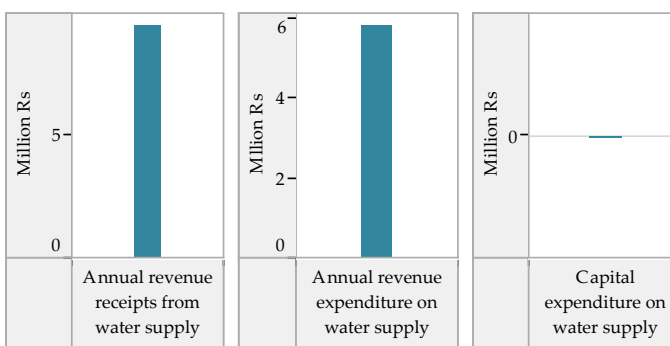 Million Rs
5
0
Annual revenue
receipts from
water supply
Million Rs
6
4
2
0
Annual revenue
expenditure on
water supply
Million Rs
0
Capital
expenditure on
water supply